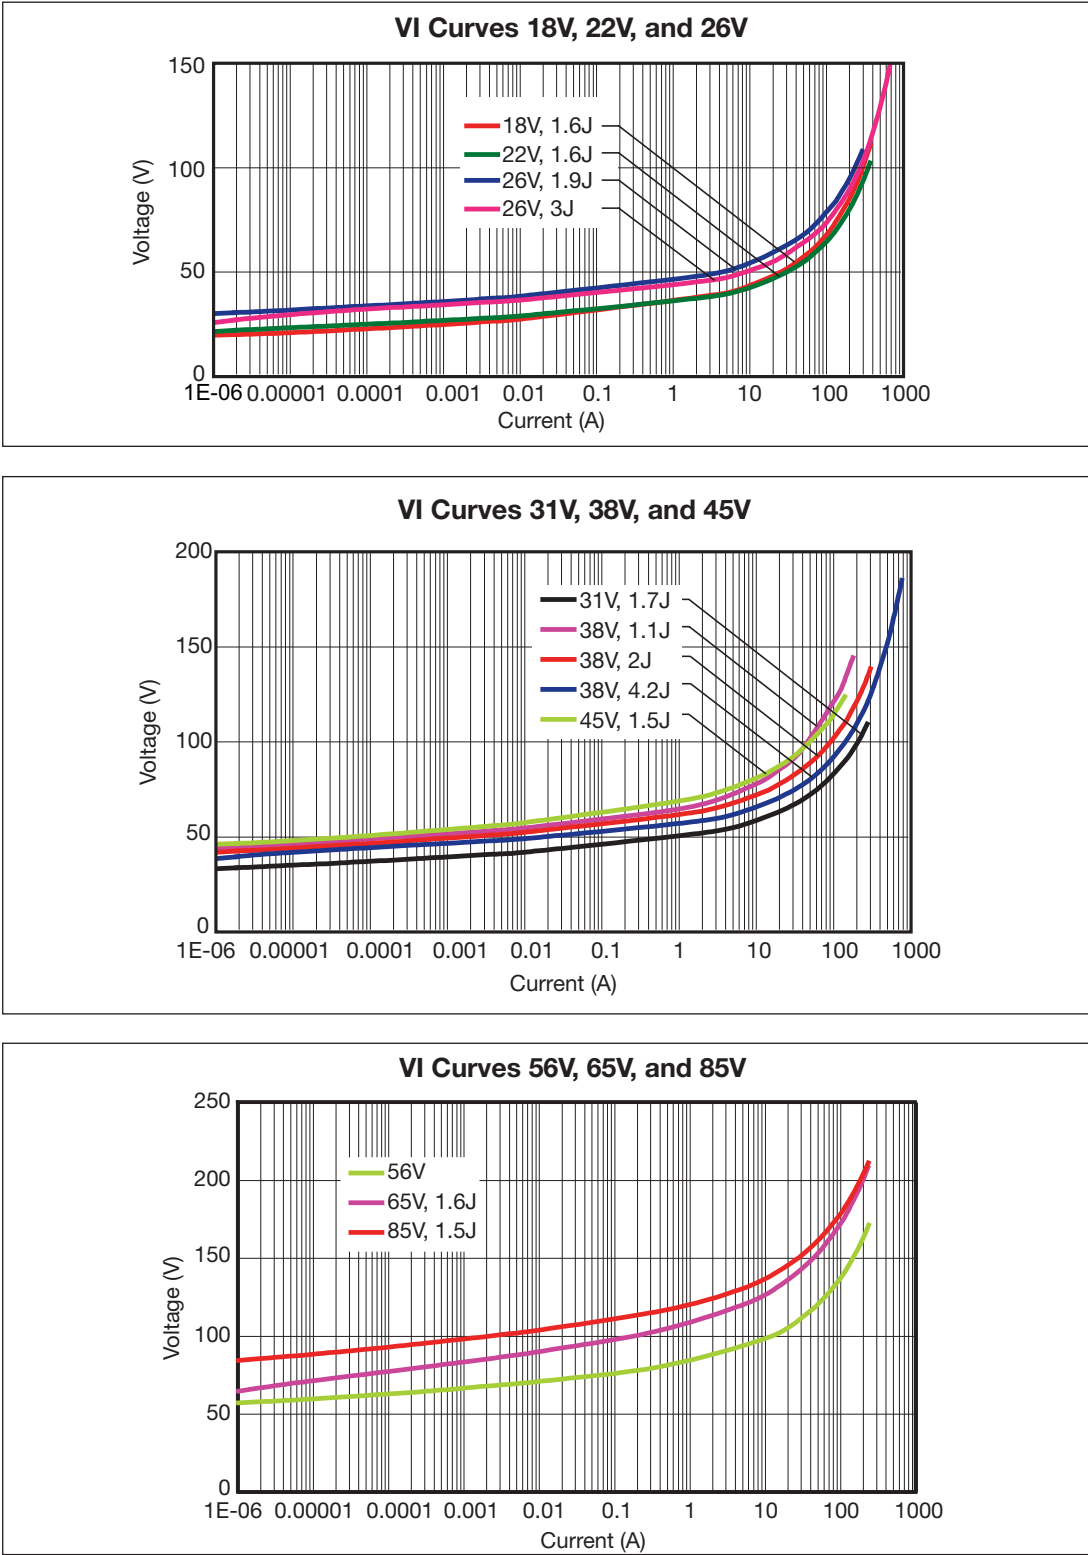 VI Curves 18V, 22V, and 26V
150
100
50
0
Voltage (V)
18V, 1.6J
22V, 1.6J
26V, 1.9J
26V, 3J
1E-06 0.00001 0.0001 0.001 0.01 0.1 1 10 100 1000
Current (A)
VI Curves 31V, 38V, and 45V
200
150
100
50
0
Voltage (V)
31V, 1.7J
38V, 1.1J
38V, 2J
38V, 4.2J
45V, 1.5J
1E-06 0.00001 0.0001 0.001 0.01 0.1 1 10 100 1000
Current (A)
VI Curves 56V, 65V, and 85V
250
200
150
100
50
0
Voltage (V)
56V
65V, 1.6J
85V, 1.5J
1E-06 0.00001 0.0001 0.001 0.01 0.1 1 10 100 1000
Current (A)